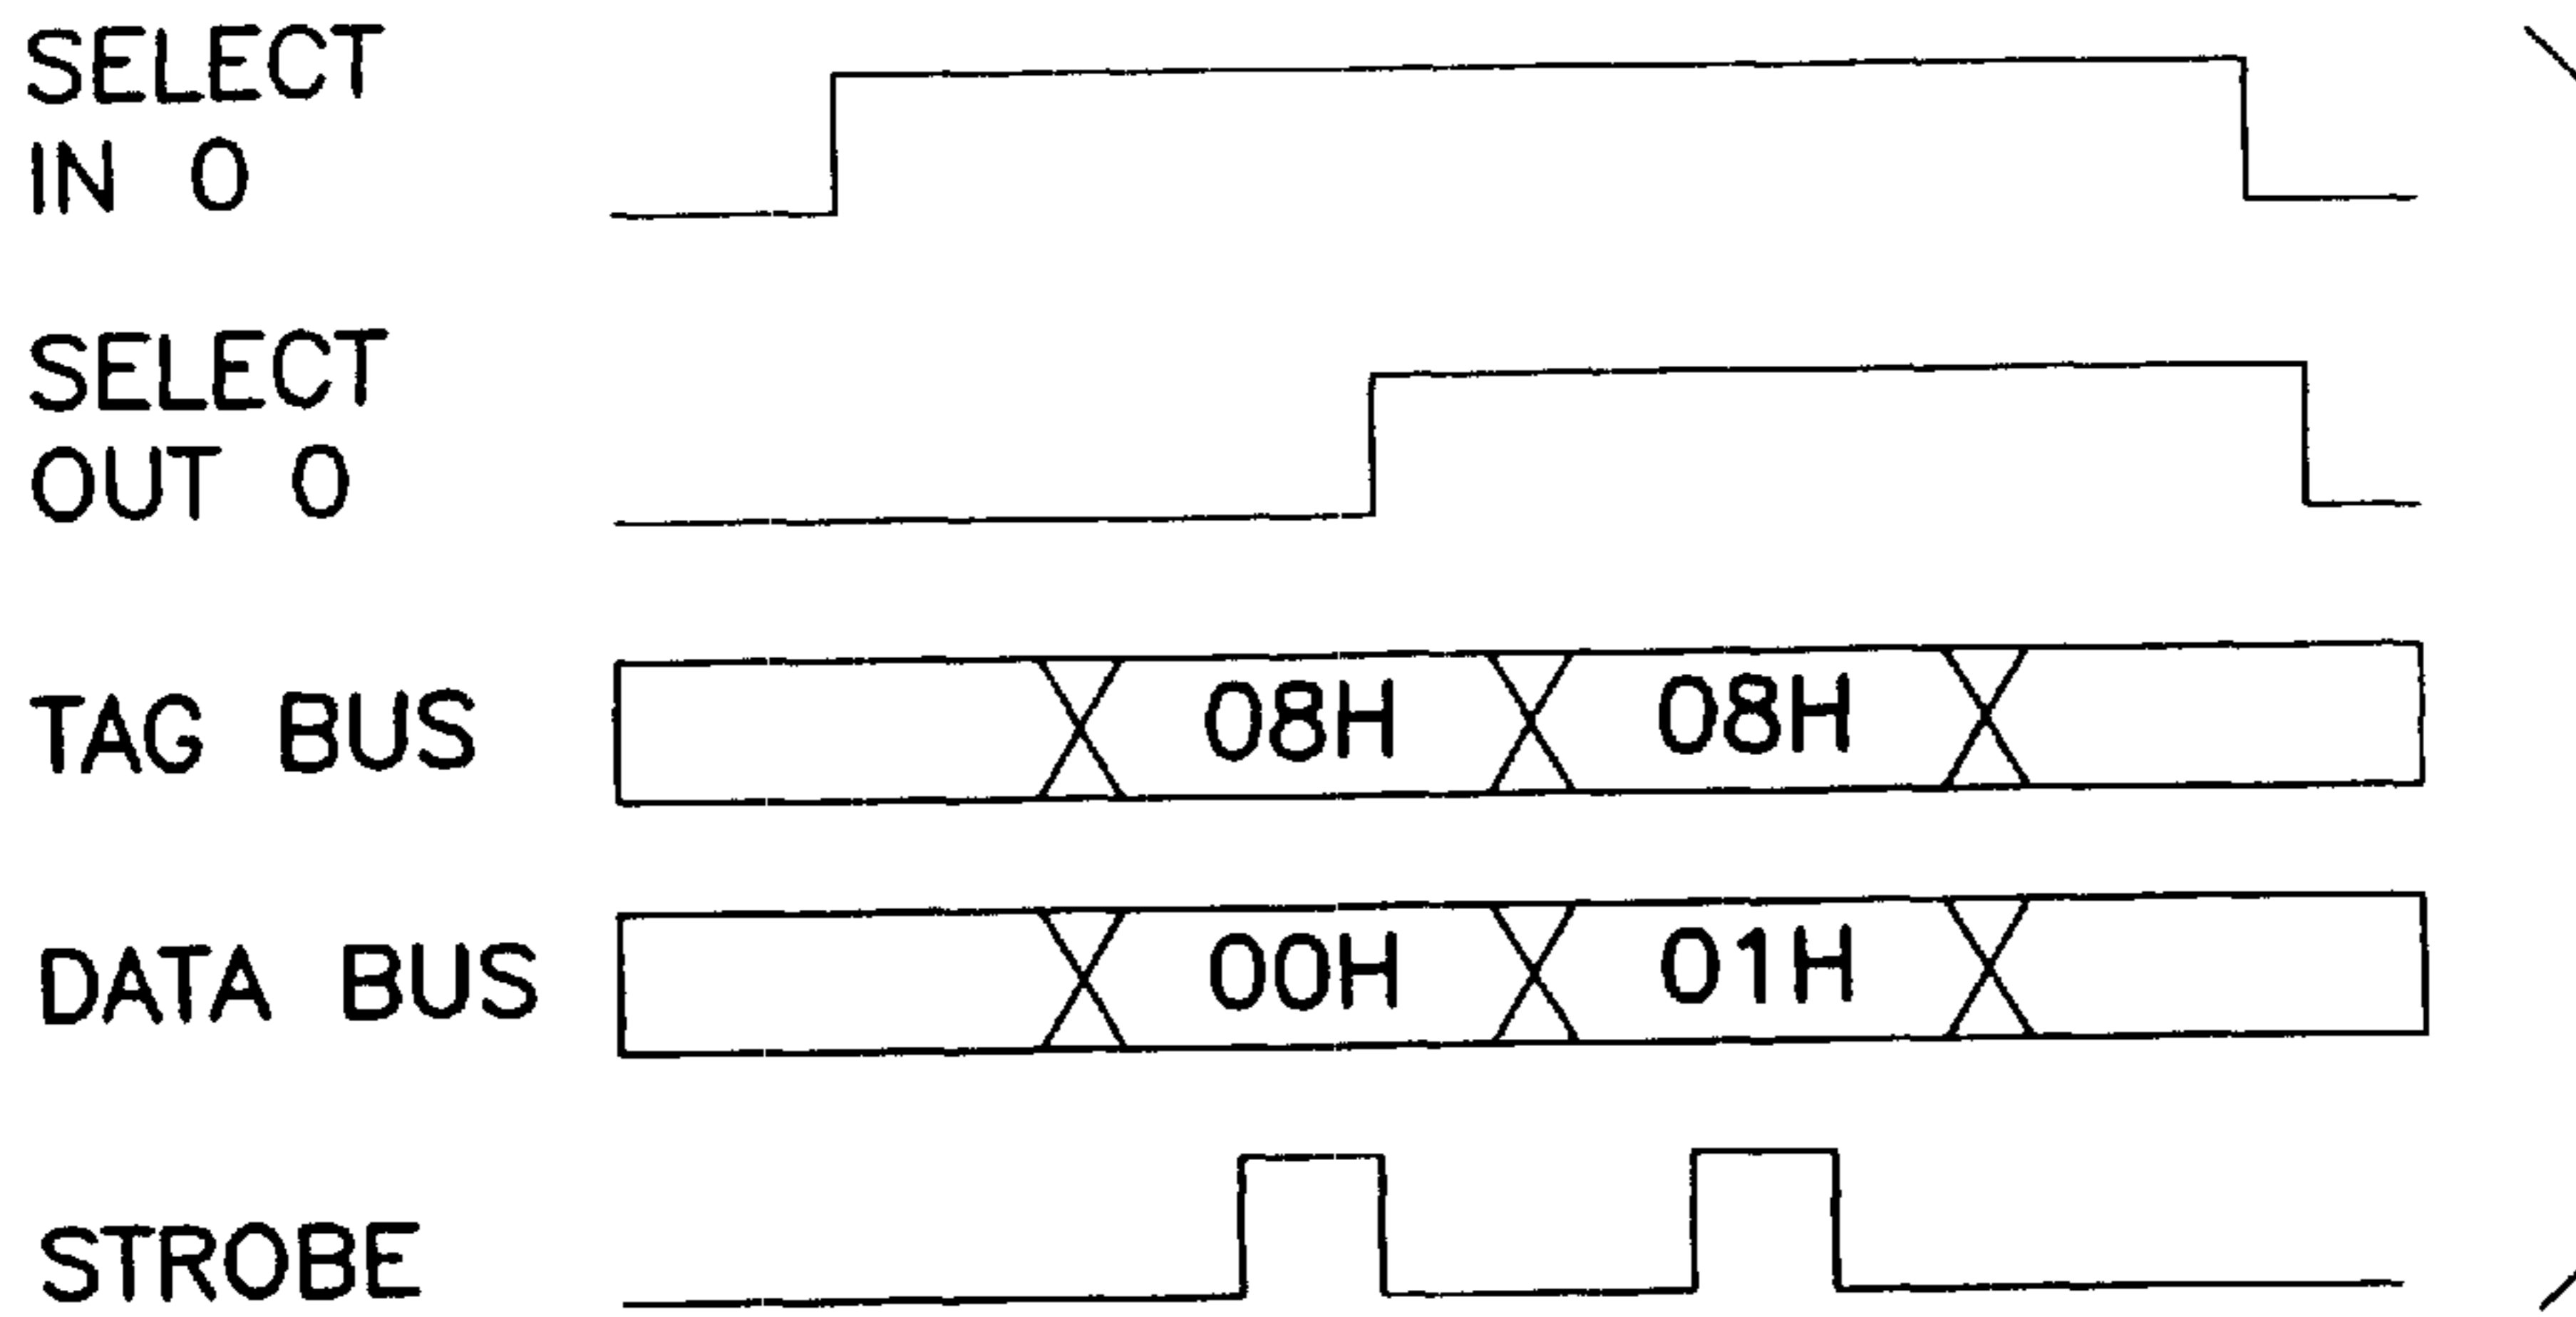 SELECT
IN 0
SELECT
OUT 0
TAG BUS 08H 08H
DATA BUS 00H 01H
STROBE